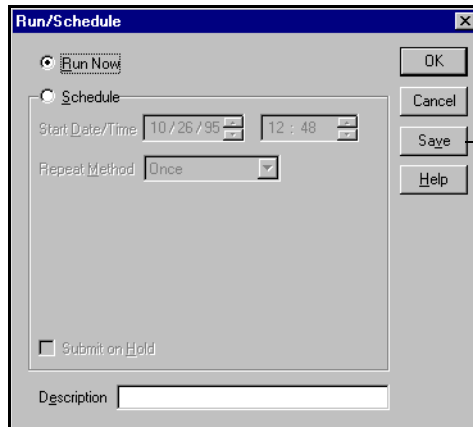 Run/Schedule
Run Now
OK
Schedule
Cancel
Start Date/Time 10/26/95 12 : 48
Save
Repeat Method Once
Help
Submit on Hold
Description